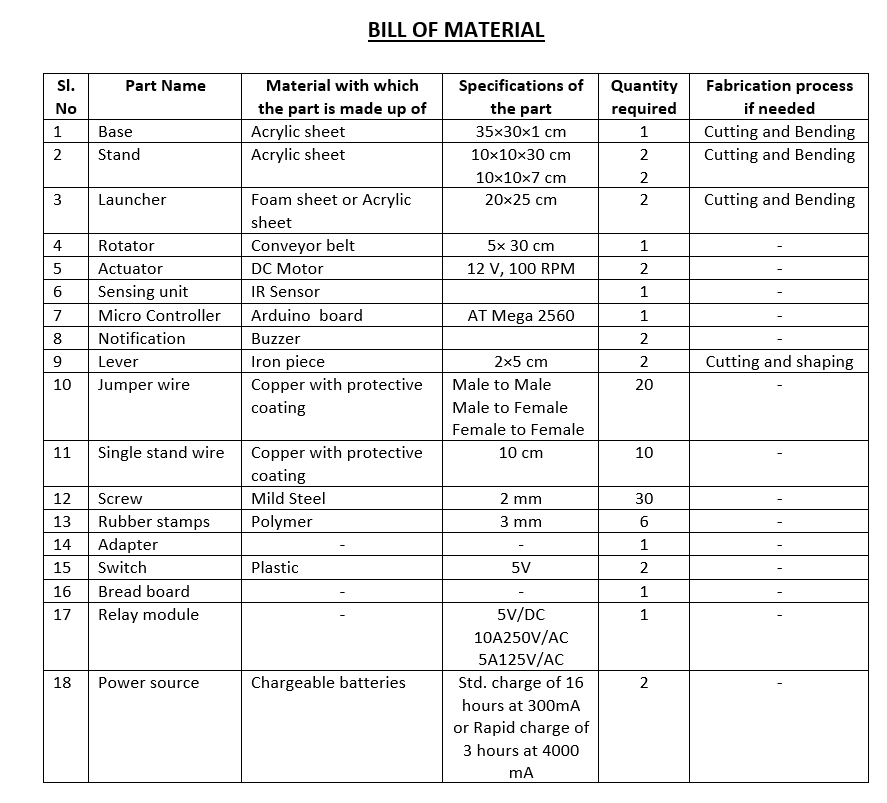 BILL OF MATERIAL
Sl. No Part Name Material with which the part is made up of Specifications of the part Quantity required Fabrication process if needed
1 Base Acrylic sheet 35×30×1 cm 1 Cutting and Bending
2 Stand Acrylic sheet 10×10×30 cm 2 Cutting and Bending
10×10×7 cm 2
3 Launcher Foam sheet or Acrylic sheet 20×25 cm 2 Cutting and Bending
4 Rotator Conveyor belt 5× 30 cm 1 -
5 Actuator DC Motor 12 V, 100 RPM 2 -
6 Sensing unit IR Sensor 1 -
7 Micro Controller Arduino board AT Mega 2560 1 -
8 Notification Buzzer 2 -
9 Lever Iron piece 2×5 cm 2 Cutting and shaping
10 Jumper wire Copper with protective coating Male to Male Male to Female Female to Female 20 -
11 Single stand wire Copper with protective coating 10 cm 10 -
12 Screw Mild Steel 2 mm 30 -
13 Rubber stamps Polymer 3 mm 6 -
14 Adapter - - 1 -
15 Switch Plastic 5V 2 -
16 Bread board - - 1 -
17 Relay module - 5V/DC 10A250V/AC 5A125V/AC 1 -
18 Power source Chargeable batteries Std. charge of 16 hours at 300mA or Rapid charge of 3 hours at 4000 mA 2 -